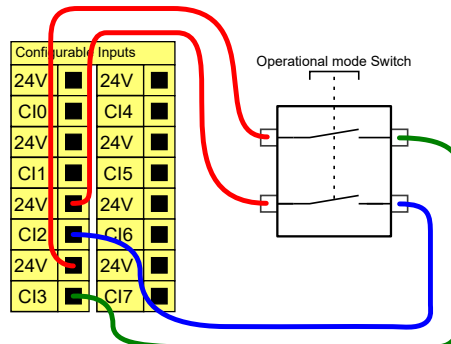 Configurable Inputs
Operational mode Switch
24V 24V
CI0 CI4
24V 24V
CI1 CI5
24V 24V
CI2 CI6
24V 24V
CI3 CI7